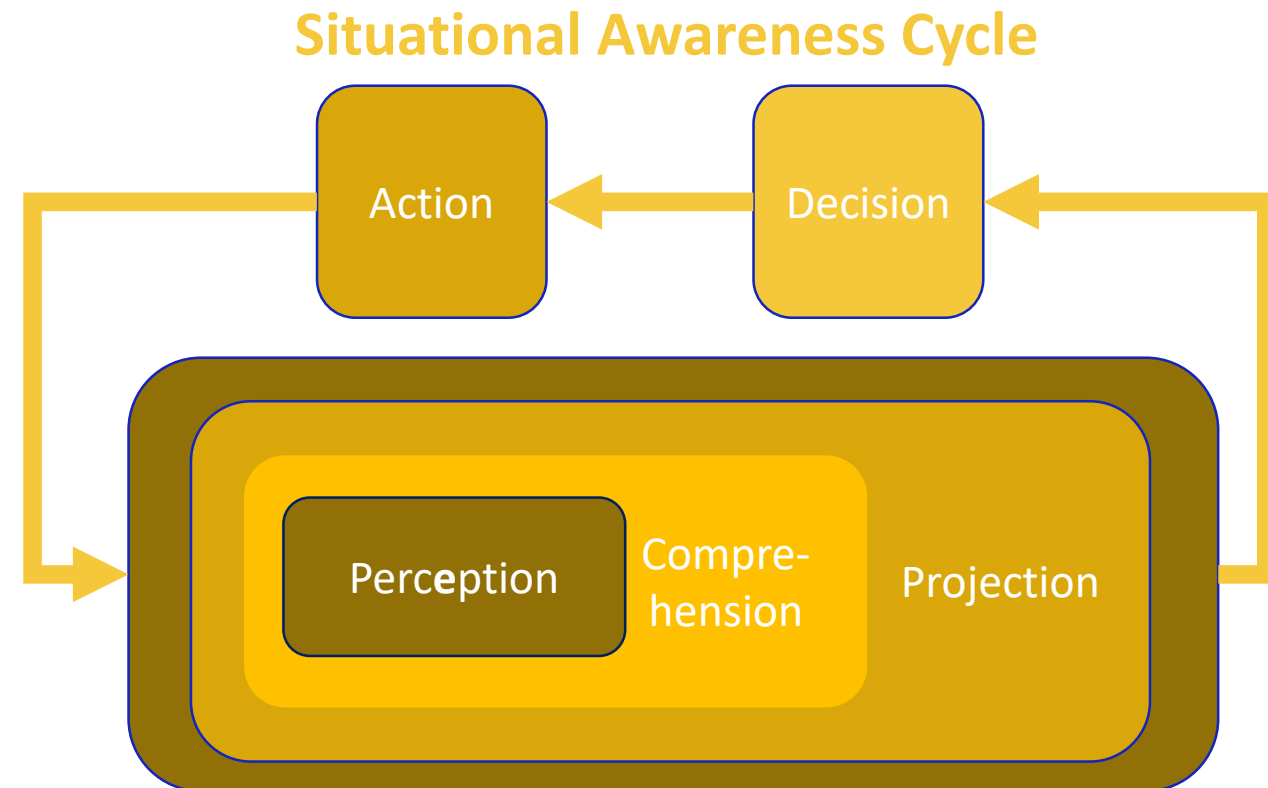 Situational Awareness Cycle
Action
Decision
Perception
Compre-
hension
Projection